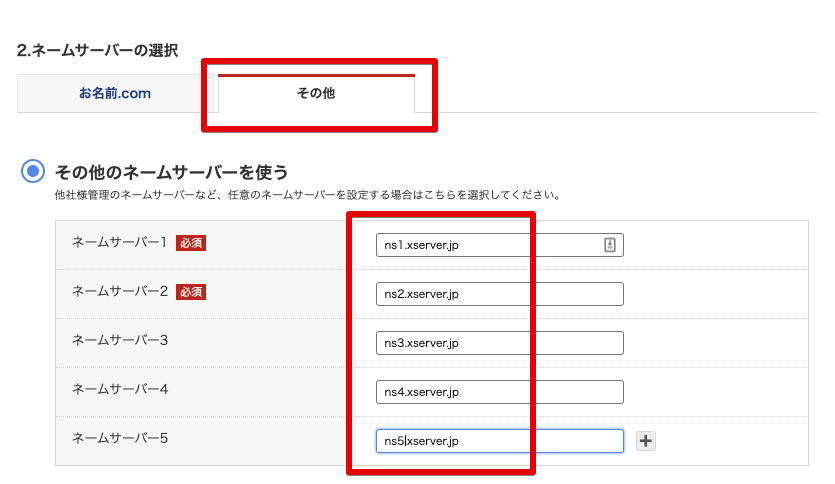 2.ネームサーバーの選択
お名前.com
その他
その他のネームサーバーを使う
他社様管理のネームサーバーなど、任意のネームサーバーを設定する場合はこちらを選択してください。
ネームサーバー1 必須 ns1.xserver.jp
ネームサーバー2 必須 ns2.xserver.jp
ネームサーバー3 ns3.xserver.jp
ネームサーバー4 ns4.xserver.jp
ネームサーバー5 ns5.xserver.jp